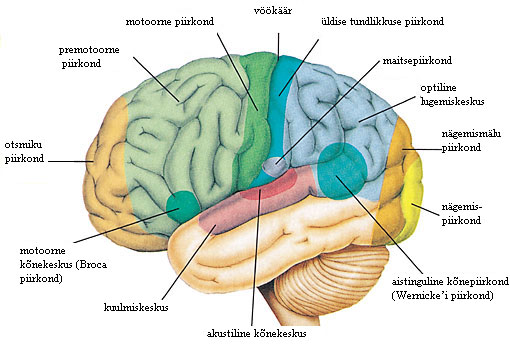 vöökäär
motoorne piirkond
üldise tundlikkuse piirkond
premotoorne
piirkond
maitsepiirkond
optiline
lugemiskeskus
otsmiku
piirkond
nägemismälu
piirkond
nägemis-
piirkond
motoorne
kõnekeskus (Broca
piirkond)
aistinguline kõnepiirkond
(Wernicke'i piirkond)
kuulmiskeskus
akustiline kõnekeskus